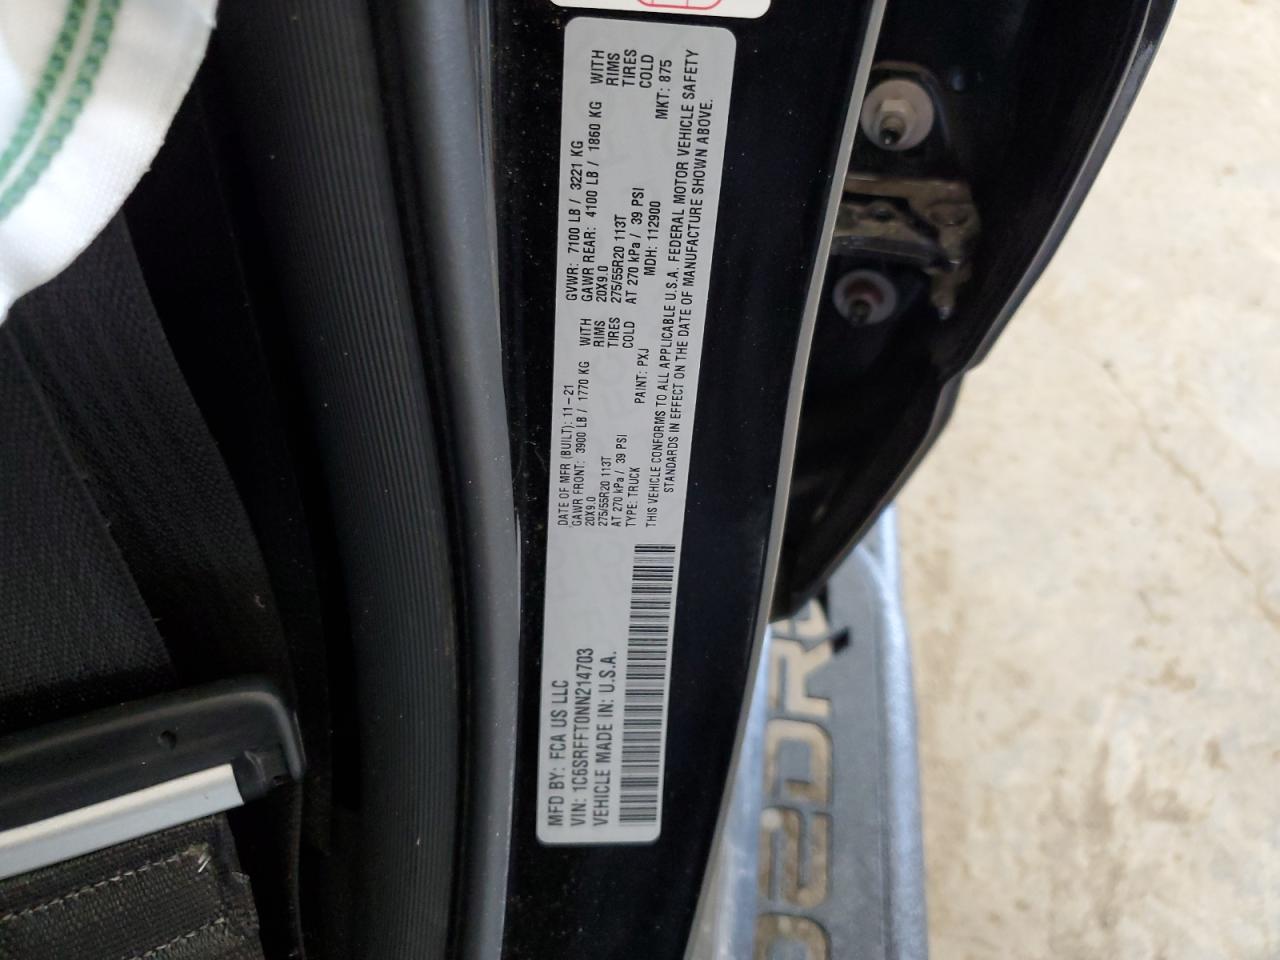 MFD BY: FCA US LLC
VIN: 1C6SRFFT0NN214703
VEHICLE MADE IN: U.S.A.
DATE OF MFR (BUILT): 11-21 GVWR: 7100 LB / 3221 KG
GAWR FRONT: 3900 LB / 1770 KG WITH GAWR REAR: 4100 LB / 1860 KG WITH
20X9.0 RIMS 20X9.0 RIMS
275/55R20 113T TIRES 275/55R20 113T TIRES
AT 270 kPa / 39 PSI COLD AT 270 kPa / 39 PSI COLD
TYPE: TRUCK PAINT: PXJ MDH: 112900 MKT: 875
THIS VEHICLE CONFORMS TO ALL APPLICABLE U.S.A. FEDERAL MOTOR VEHICLE SAFETY
STANDARDS IN EFFECT ON THE DATE OF MANUFACTURE SHOWN ABOVE.